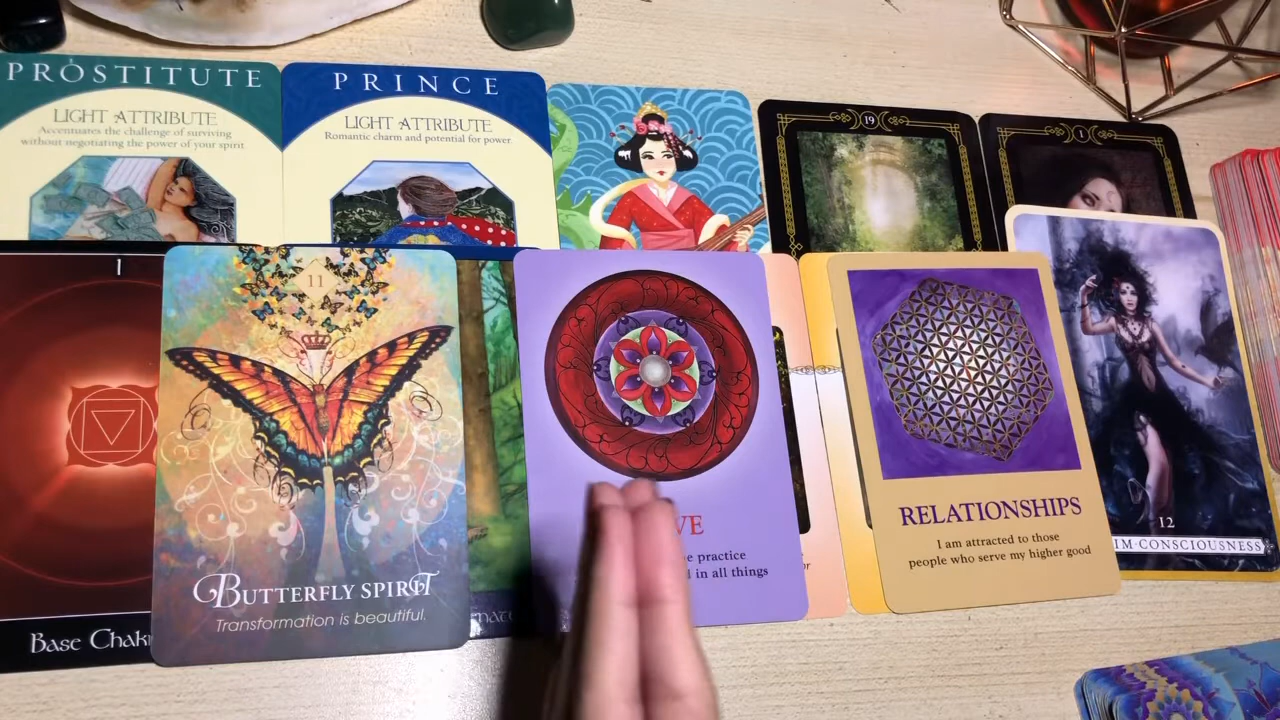 PROSTITUTE
LIGHT ATTRIBUTE
Accentuates the challenge of surviving
without negotiating the power of your spirit.
PRINCE
LIGHT ATTRIBUTE
Romantic charm and potential for power.
19
1
1
Base Chak
11
BUTTERFLY SPIRIT
Transformation is beautiful.
VE
practice
in all things
RELATIONSHIPS
I am attracted to those
people who serve my higher good
12
IM-CONSCIOUSNESS